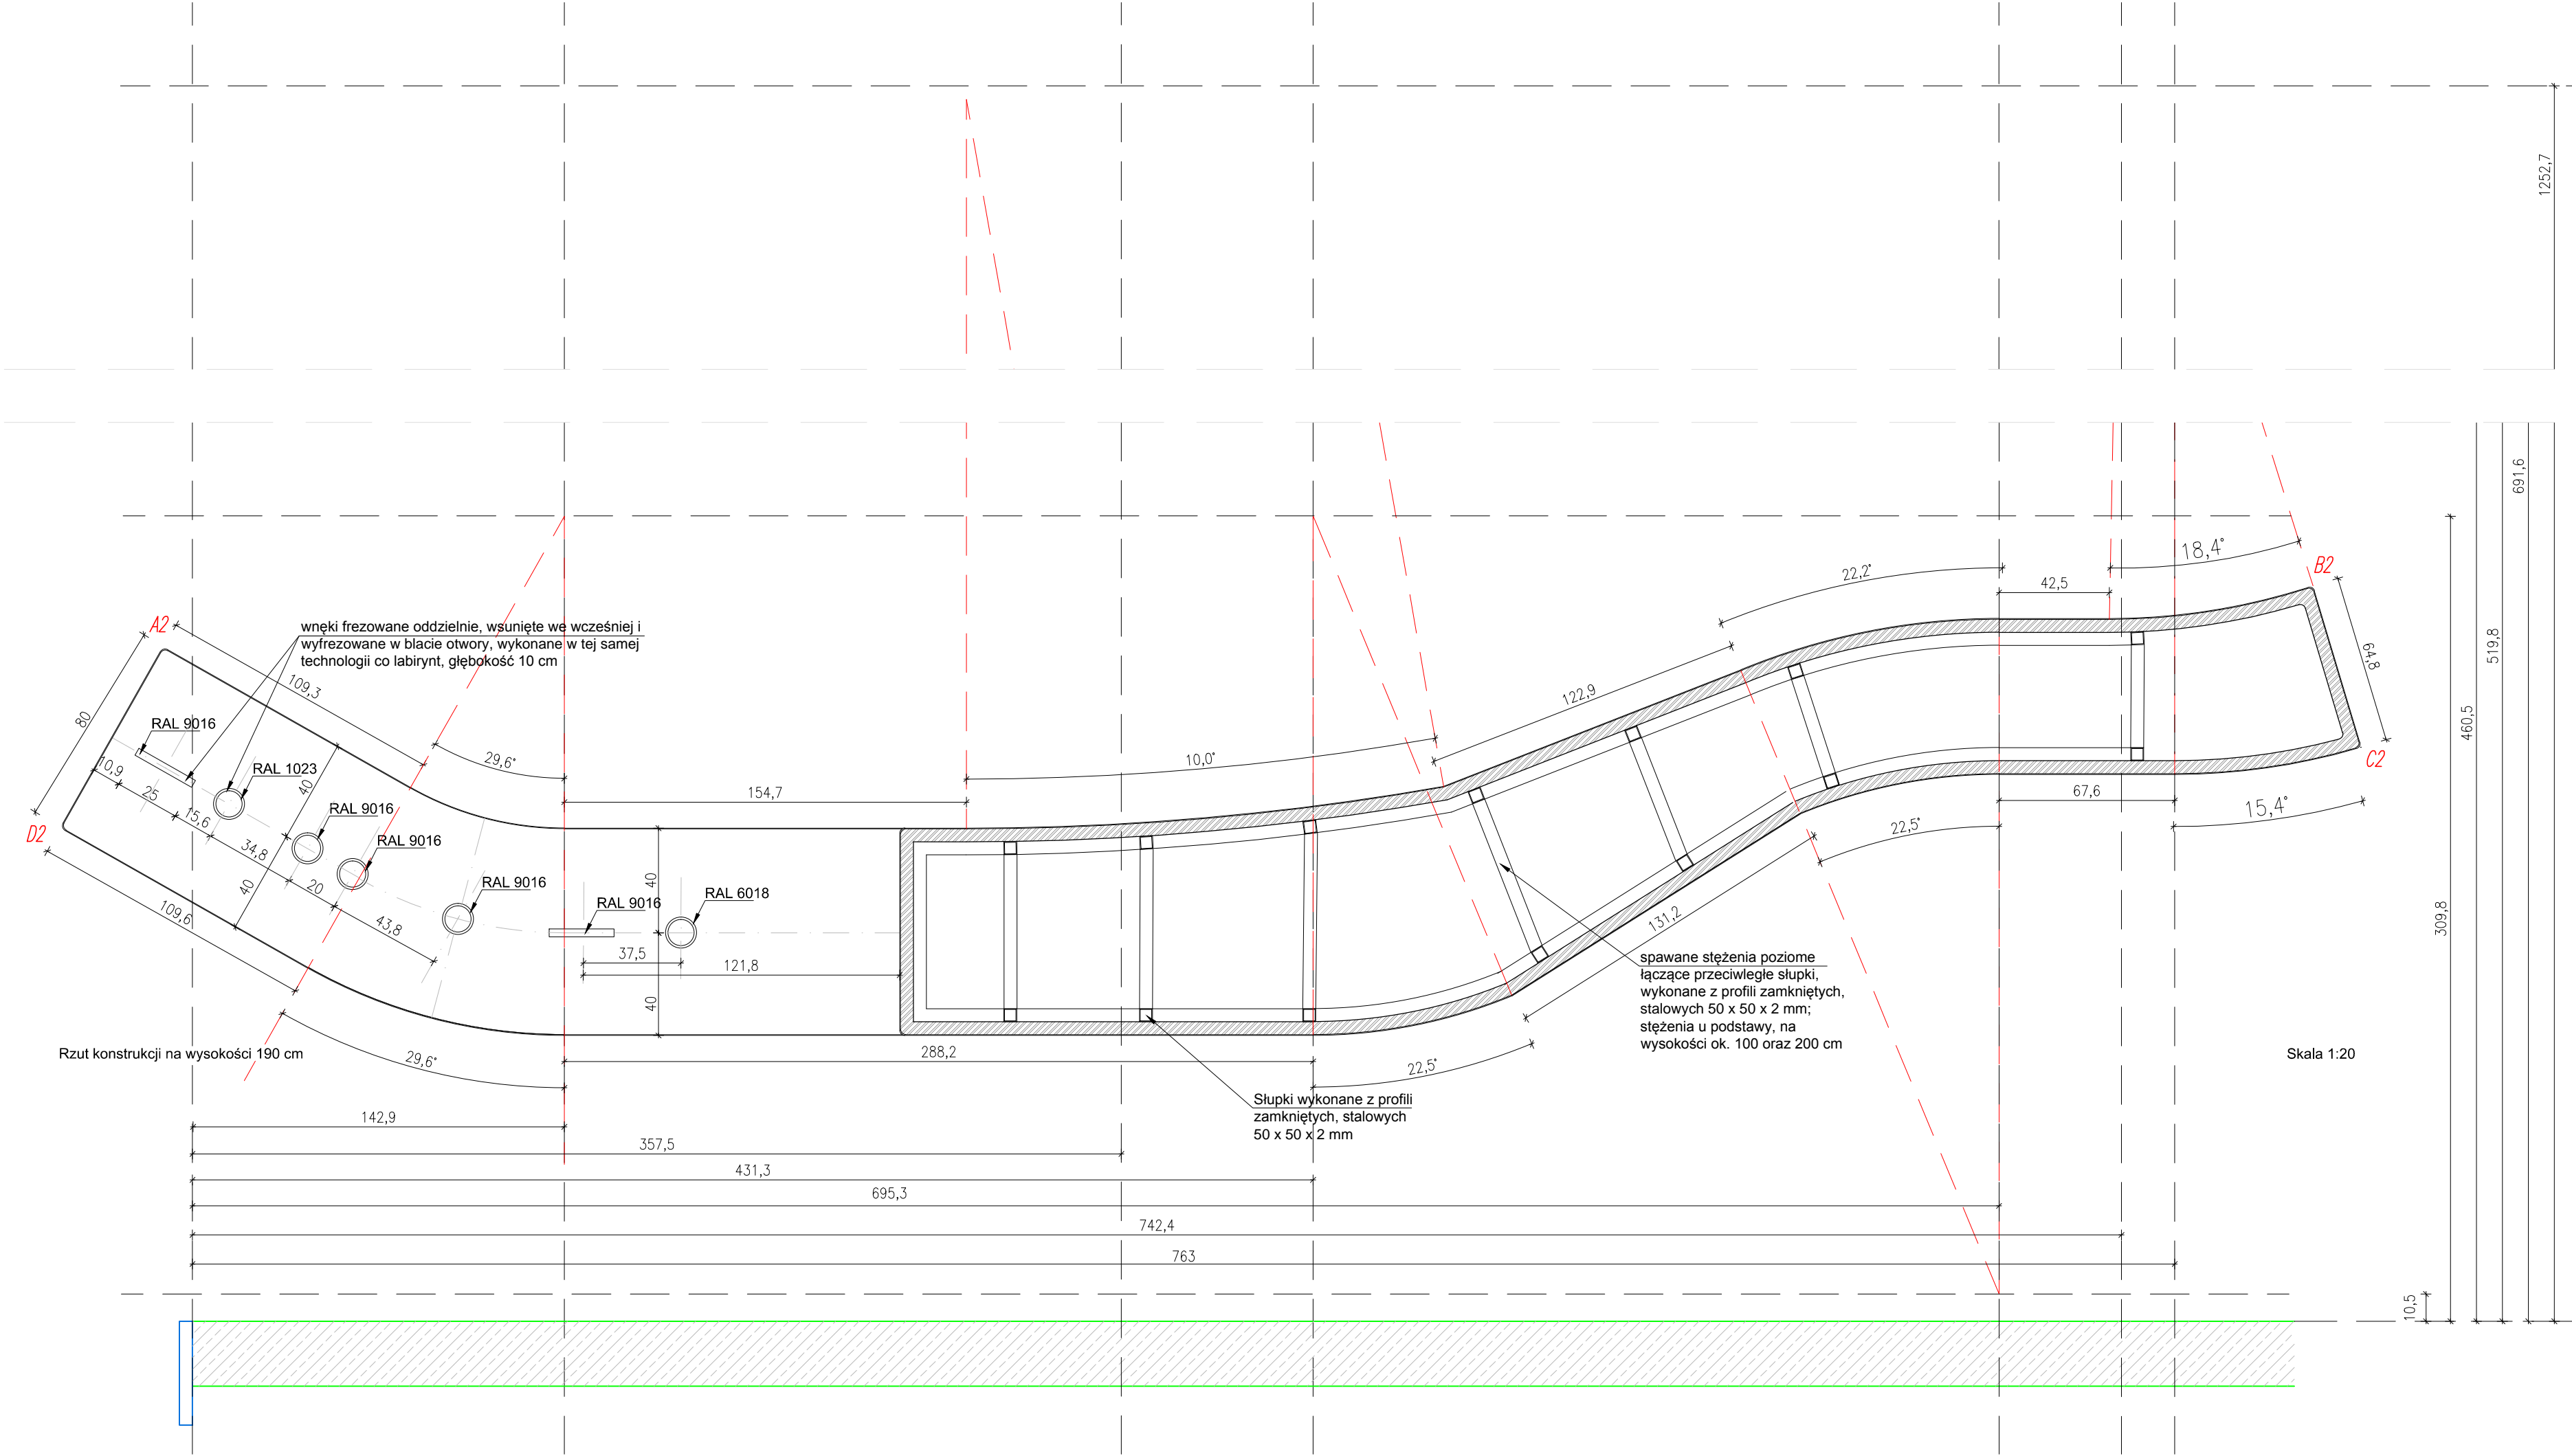 1252,7
691,6
519,8
460,5
309,8
10,5
18,4°
B2
22,2°
42,5
64,8
C2
A2
wnęki frezowane oddzielnie, wsunięte we wcześniej i
wyfrezowane w blacie otwory, wykonane w tej samej
technologii co labirynt, głębokość 10 cm
109,3
80
RAL 9016
29,6°
10,0°
122,9
10,9
RAL 1023
40
25
154,7
67,6
15,4°
15,6
RAL 9016
D2
RAL 9016
22,5°
34,8
40
20
RAL 9016
40
RAL 6018
RAL 9016
109,6
43,8
131,2
37,5
121,8
40
spawane stężenia poziome
łączące przeciwległe słupki,
wykonane z profili zamkniętych,
stalowych 50 x 50 x 2 mm;
stężenia u podstawy, na
wysokości ok. 100 oraz 200 cm
Rzut konstrukcji na wysokości 190 cm
29,6°
288,2
22,5°
Skala 1:20
Słupki wykonane z profili
zamkniętych, stalowych
50 x 50 x 2 mm
142,9
357,5
431,3
695,3
742,4
763